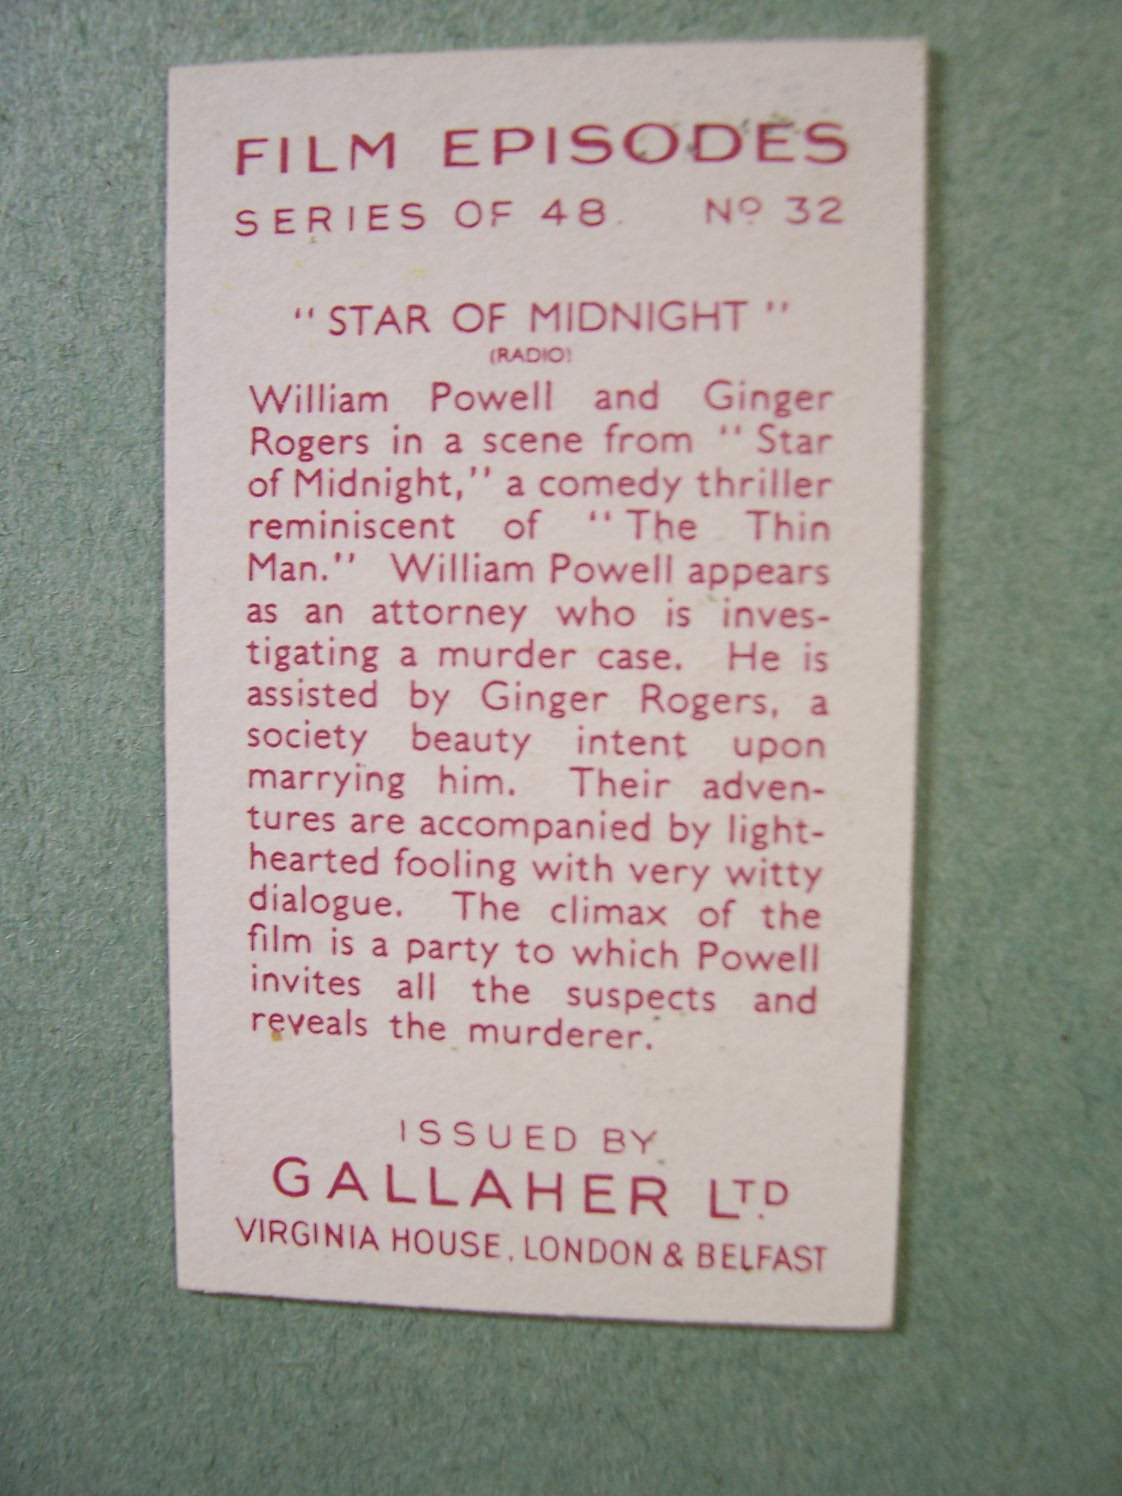 FILM EPISODES
SERIES OF 48. Nº 32
"STAR OF MIDNIGHT"
(RADIO)
William Powell and Ginger
Rogers in a scene from "Star
of Midnight," a comedy thriller
reminiscent of "The Thin
Man." William Powell appears
as an attorney who is inves-
tigating a murder case. He is
assisted by Ginger Rogers, a
society beauty intent upon
marrying him. Their adven-
tures are accompanied by light-
hearted fooling with very witty
dialogue. The climax of the
film is a party to which Powell
invites all the suspects and
reveals the murderer.
ISSUED BY
GALLAHER LTD
VIRGINIA HOUSE, LONDON & BELFAST